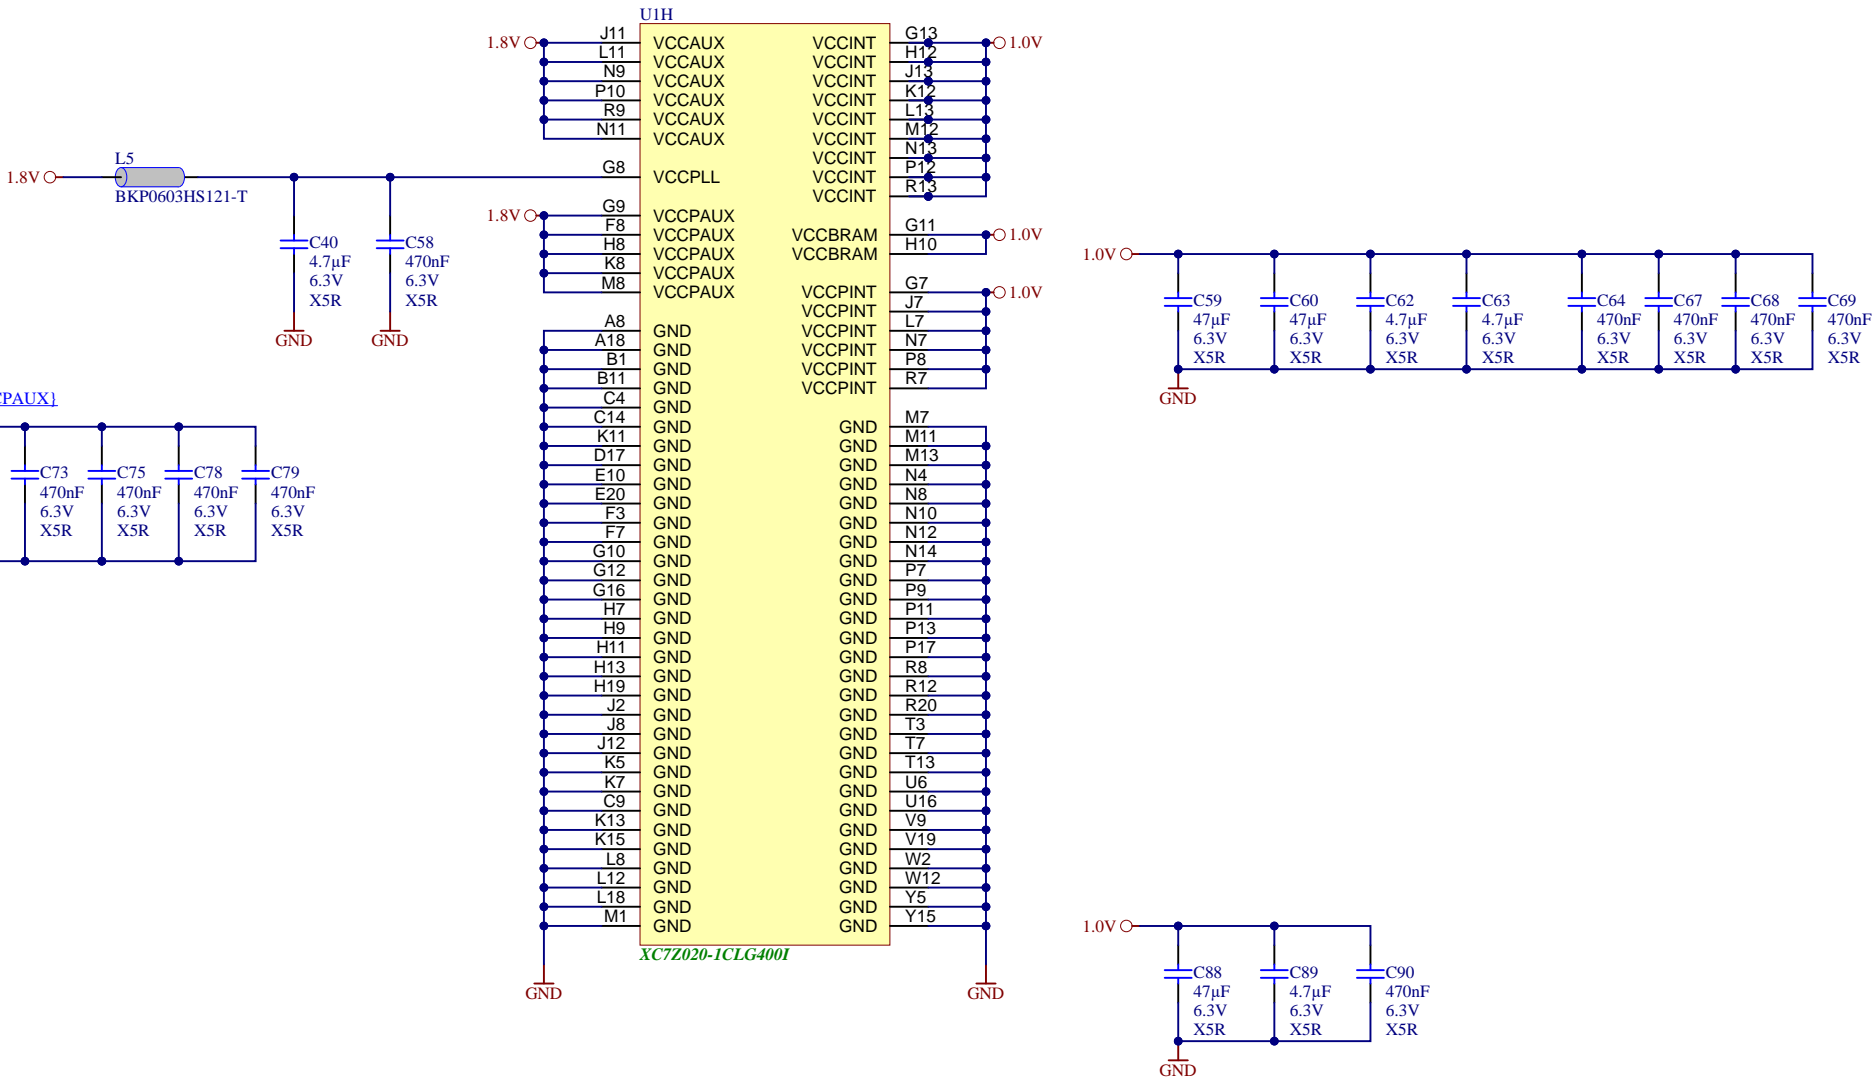 U1H
1.8V
J11 VCCAUX
L11 VCCAUX
N9 VCCAUX
P10 VCCAUX
R9 VCCAUX
N11 VCCAUX
G8 VCCPLL
1.8V
G9 VCCPAUX
F8 VCCPAUX
H8 VCCPAUX
K8 VCCPAUX
M8 VCCPAUX
A8 GND
A18 GND
B1 GND
B11 GND
C4 GND
C14 GND
K11 GND
D17 GND
E10 GND
E20 GND
F3 GND
F7 GND
G10 GND
G12 GND
G16 GND
H7 GND
H9 GND
H11 GND
H13 GND
H19 GND
J2 GND
J8 GND
J12 GND
K5 GND
K7 GND
C9 GND
K13 GND
K15 GND
L8 GND
L12 GND
L18 GND
M1 GND
GND
VCCINT G13
1.0V
VCCINT H12
VCCINT J13
VCCINT K12
VCCINT L13
VCCINT M12
VCCINT N13
VCCINT P12
VCCINT R13
VCCBRAM G11
1.0V
VCCBRAM H10
VCCPINT G7
1.0V
VCCPINT J7
VCCPINT L7
VCCPINT N7
VCCPINT P8
VCCPINT R7
GND M7
GND M11
GND M13
GND N4
GND N8
GND N10
GND N12
GND N14
GND P7
GND P9
GND P11
GND P13
GND P17
GND R8
GND R12
GND R20
GND T3
GND T7
GND T13
GND U6
GND U16
GND V9
GND V19
GND W2
GND W12
GND Y5
GND Y15
GND
XC7Z020-1CLG400I
1.8V
L5
BKP0603HS121-T
C40
4.7µF
6.3V
X5R
GND
C58
470nF
6.3V
X5R
GND
CPAUX}
C73
470nF
6.3V
X5R
C75
470nF
6.3V
X5R
C78
470nF
6.3V
X5R
C79
470nF
6.3V
X5R
1.0V
C59
47µF
6.3V
X5R
C60
47µF
6.3V
X5R
C62
4.7µF
6.3V
X5R
C63
4.7µF
6.3V
X5R
C64
470nF
6.3V
X5R
C67
470nF
6.3V
X5R
C68
470nF
6.3V
X5R
C69
470nF
6.3V
X5R
GND
1.0V
C88
47µF
6.3V
X5R
C89
4.7µF
6.3V
X5R
C90
470nF
6.3V
X5R
GND